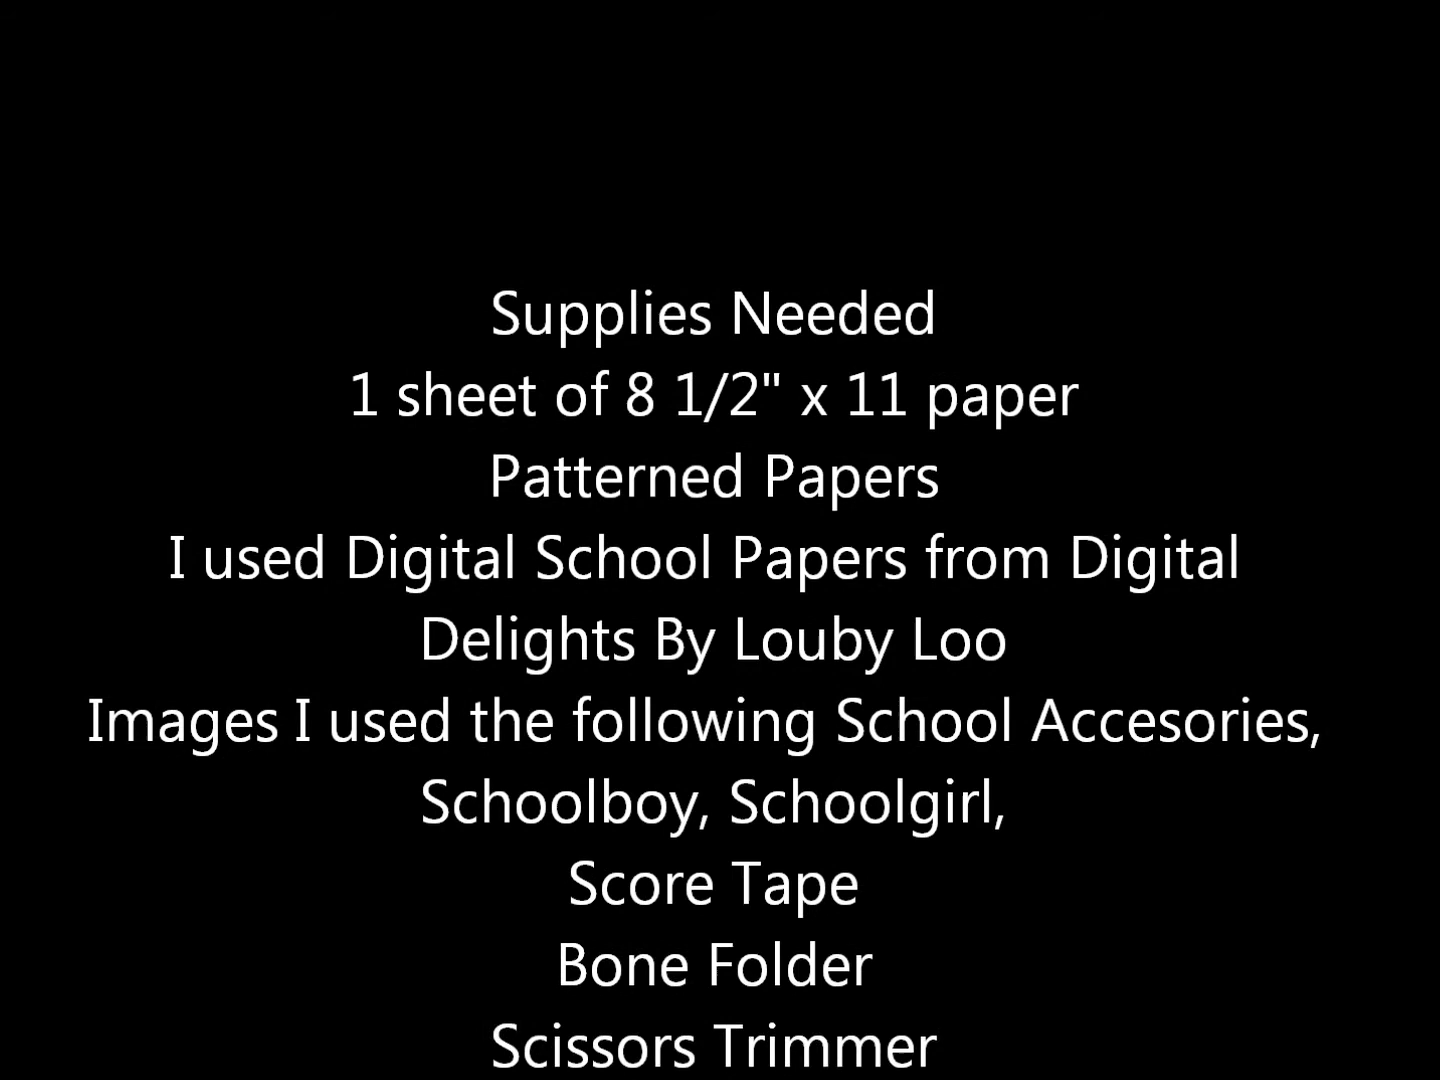 Supplies Needed
1 sheet of 8 1/2" x 11 paper
Patterned Papers
I used Digital School Papers from Digital
Delights By Louby Loo
Images I used the following School Accesories,
Schoolboy, Schoolgirl,
Score Tape
Bone Folder
Scissors Trimmer